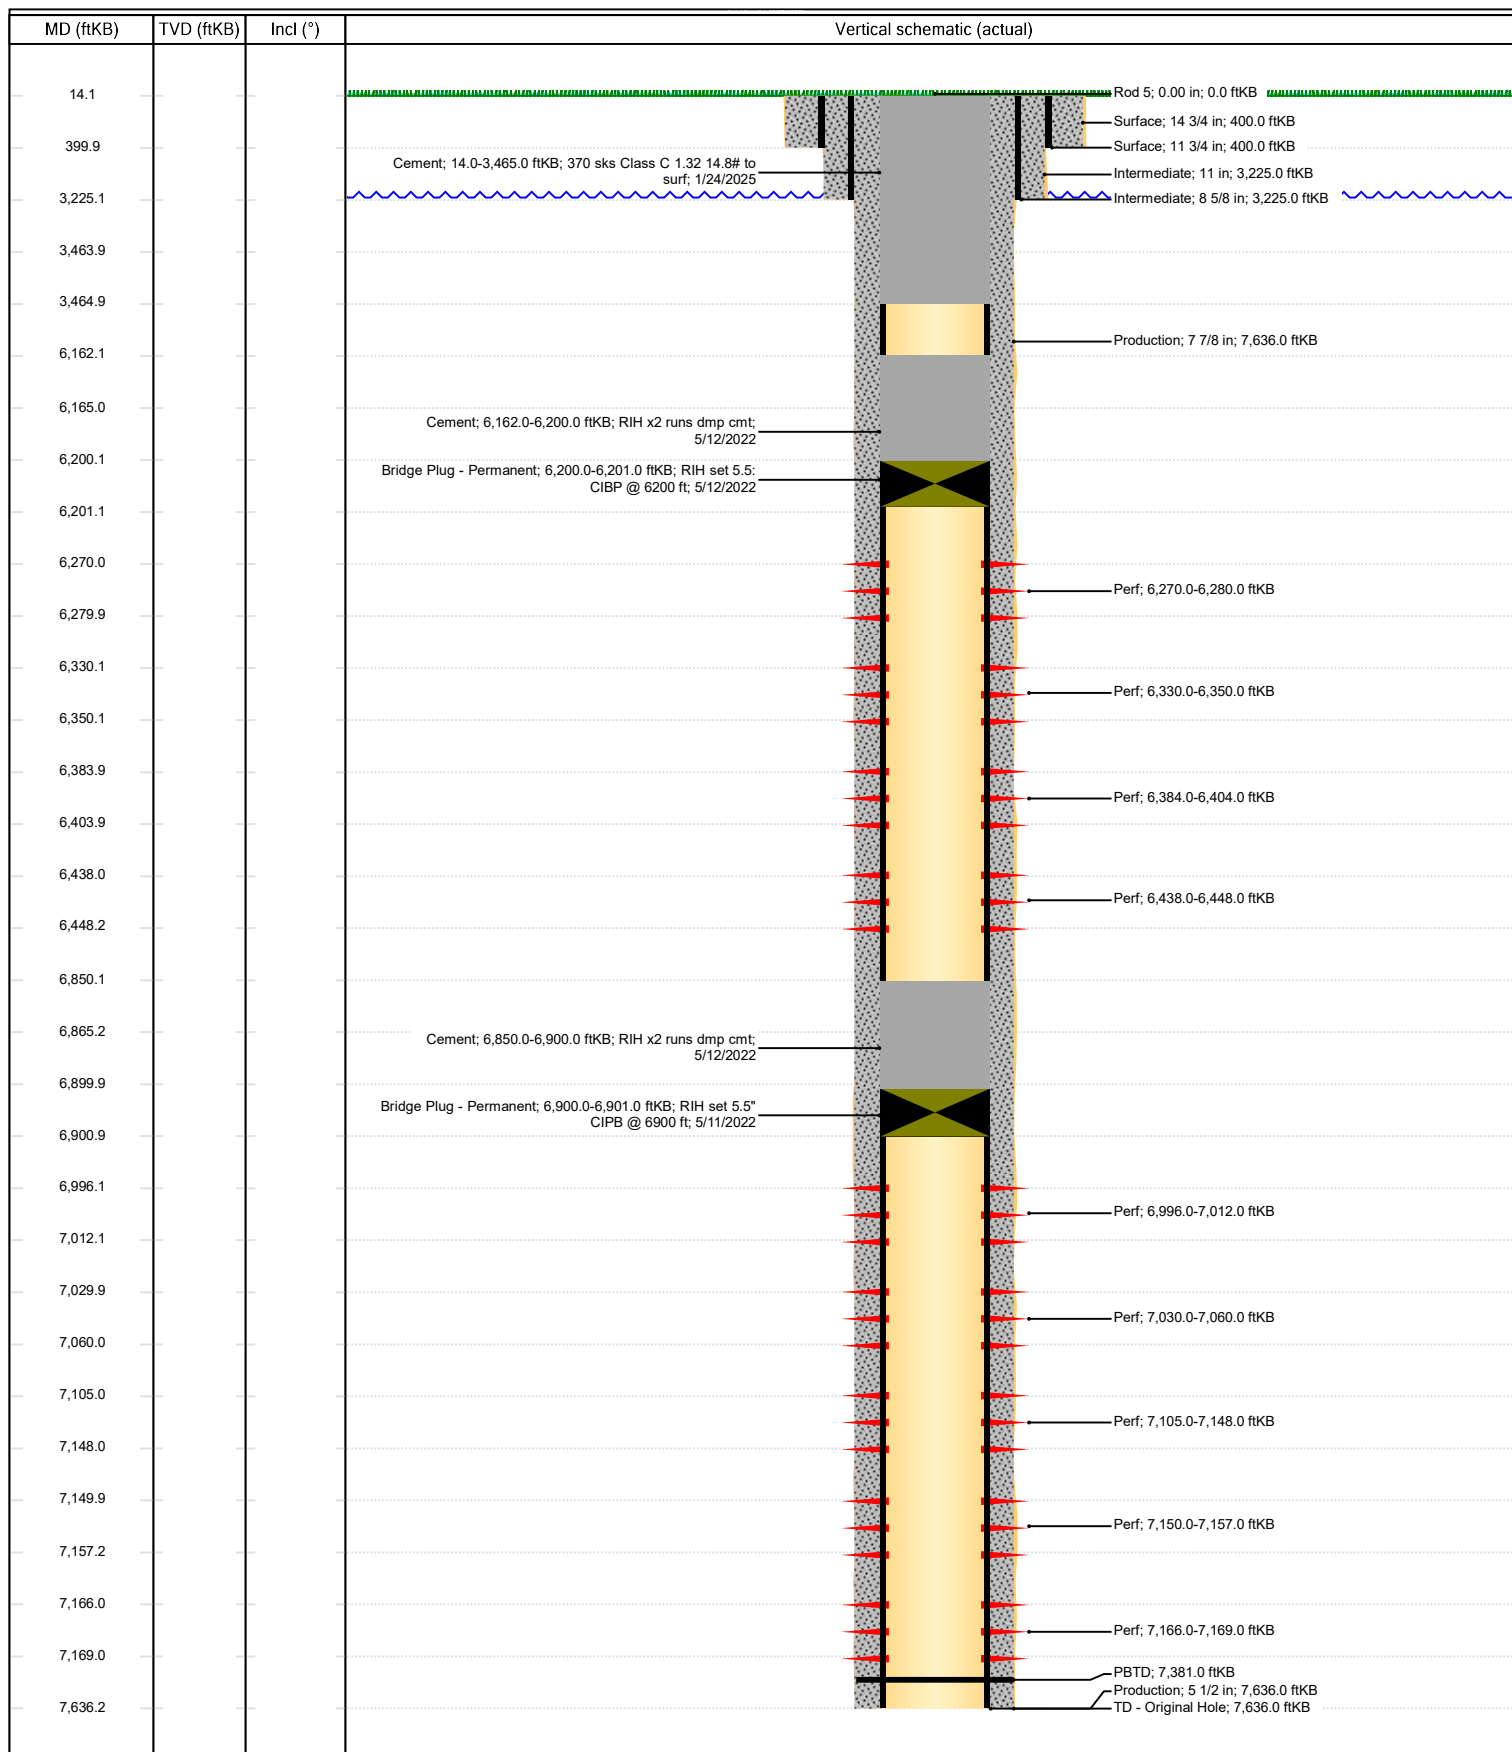 MD (ftKB) TVD (ftKB) Incl (°) Vertical schematic (actual)
14.1
Rod 5; 0.00 in; 0.0 ftKB
Surface; 14 3/4 in; 400.0 ftKB
399.9
Surface; 11 3/4 in; 400.0 ftKB
Cement; 14.0-3,465.0 ftKB; 370 sks Class C 1.32 14.8# to
surf; 1/24/2025
Intermediate; 11 in; 3,225.0 ftKB
3,225.1
Intermediate; 8 5/8 in; 3,225.0 ftKB
3,463.9
3,464.9
Production; 7 7/8 in; 7,636.0 ftKB
6,162.1
6,165.0
Cement; 6,162.0-6,200.0 ftKB; RIH x2 runs dmp cmt;
5/12/2022
6,200.1
Bridge Plug - Permanent; 6,200.0-6,201.0 ftKB; RIH set 5.5:
CIBP @ 6200 ft; 5/12/2022
6,201.1
6,270.0
Perf; 6,270.0-6,280.0 ftKB
6,279.9
6,330.1
Perf; 6,330.0-6,350.0 ftKB
6,350.1
6,383.9
Perf; 6,384.0-6,404.0 ftKB
6,403.9
6,438.0
Perf; 6,438.0-6,448.0 ftKB
6,448.2
6,850.1
6,865.2
Cement; 6,850.0-6,900.0 ftKB; RIH x2 runs dmp cmt;
5/12/2022
6,899.9
Bridge Plug - Permanent; 6,900.0-6,901.0 ftKB; RIH set 5.5"
CIPB @ 6900 ft; 5/11/2022
6,900.9
6,996.1
Perf; 6,996.0-7,012.0 ftKB
7,012.1
7,029.9
Perf; 7,030.0-7,060.0 ftKB
7,060.0
7,105.0
Perf; 7,105.0-7,148.0 ftKB
7,148.0
7,149.9
Perf; 7,150.0-7,157.0 ftKB
7,157.2
7,166.0
Perf; 7,166.0-7,169.0 ftKB
7,169.0
PBTD; 7,381.0 ftKB
Production; 5 1/2 in; 7,636.0 ftKB
7,636.2
TD - Original Hole; 7,636.0 ftKB